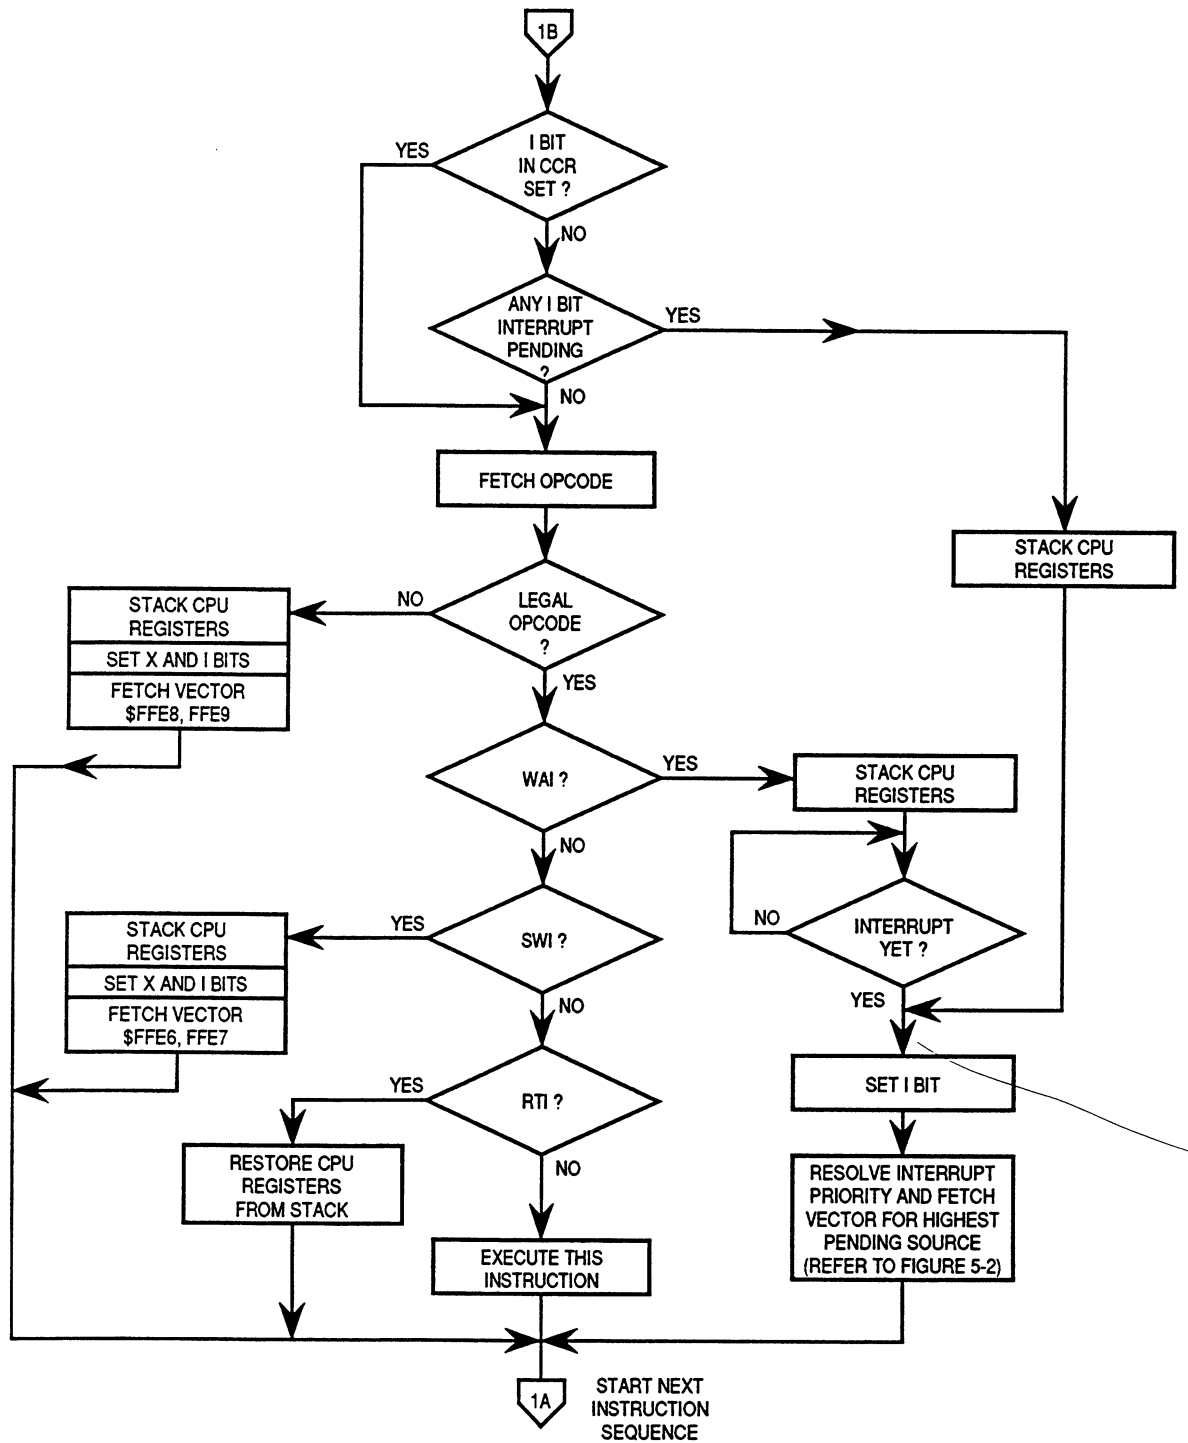 1B
I BIT
IN CCR
SET ?
YES
NO
ANY I BIT
INTERRUPT
PENDING
?
YES
NO
FETCH OPCODE
STACK CPU
REGISTERS
LEGAL
OPCODE
?
NO
YES
STACK CPU
REGISTERS
SET X AND I BITS
FETCH VECTOR
$FFE8, FFE9
WAI ?
YES
NO
STACK CPU
REGISTERS
INTERRUPT
YET ?
NO
YES
SWI ?
YES
NO
STACK CPU
REGISTERS
SET X AND I BITS
FETCH VECTOR
$FFE6, FFE7
SET I BIT
RTI ?
YES
NO
RESTORE CPU
REGISTERS
FROM STACK
RESOLVE INTERRUPT
PRIORITY AND FETCH
VECTOR FOR HIGHEST
PENDING SOURCE
(REFER TO FIGURE 5-2)
EXECUTE THIS
INSTRUCTION
1A
START NEXT
INSTRUCTION
SEQUENCE